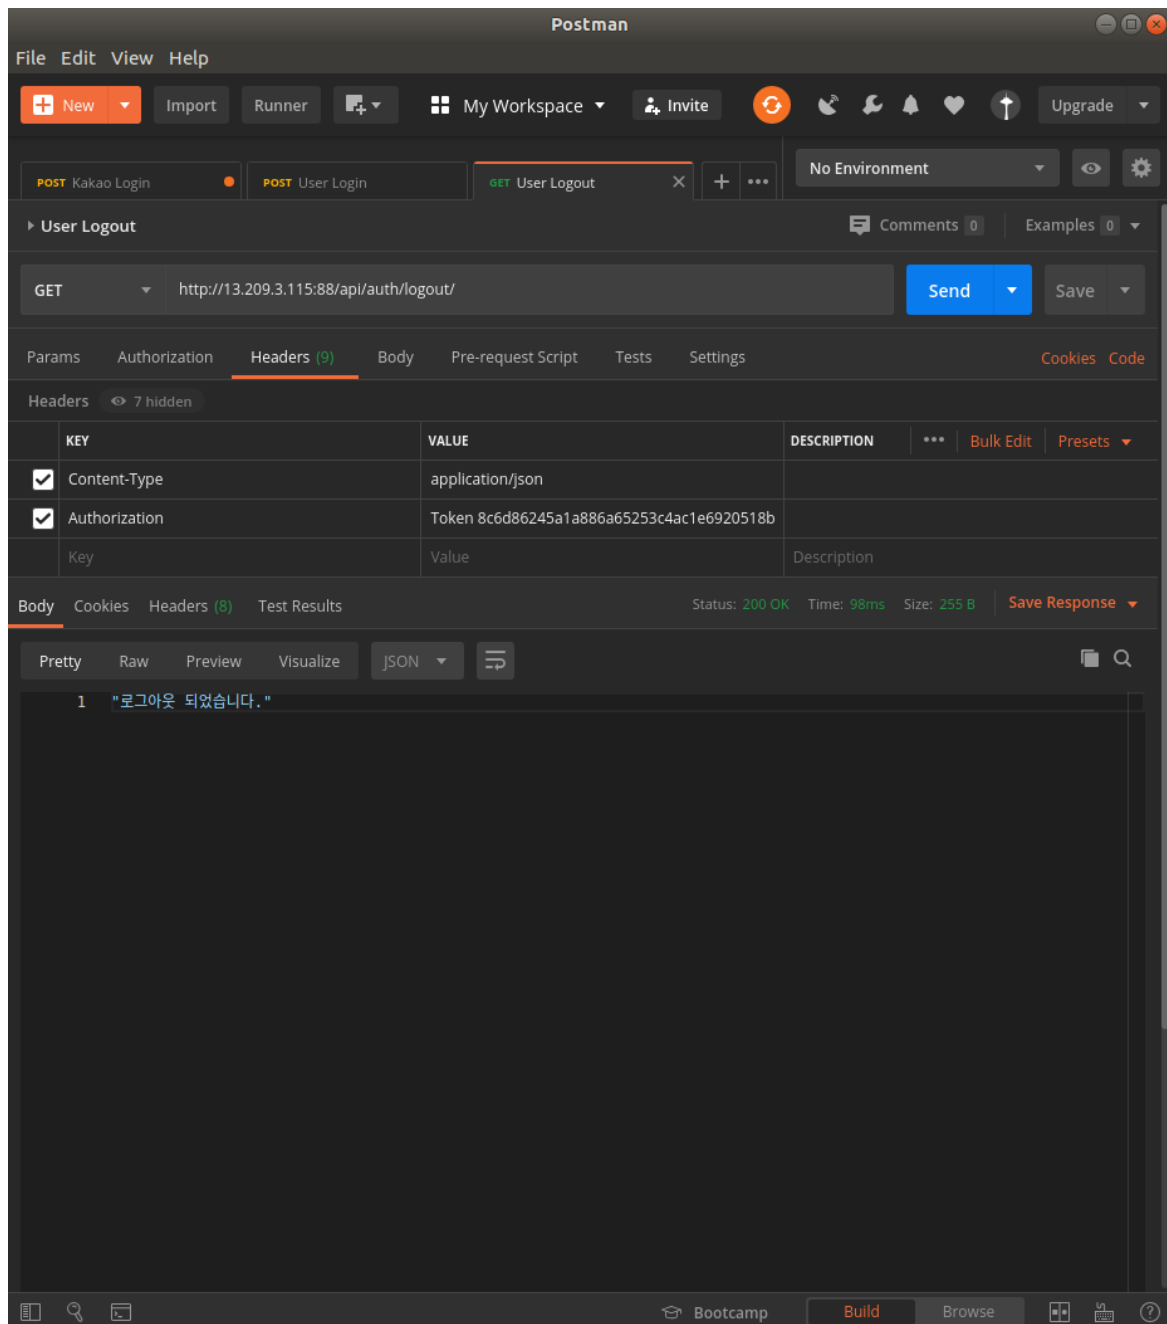 Postman
File Edit View Help
New Import Runner My Workspace Invite Upgrade
POST Kakao Login POST User Login GET User Logout No Environment
User Logout Comments 0 Examples 0
GET http://13.209.3.115:88/api/auth/logout/ Send Save
Params Authorization Headers (9) Body Pre-request Script Tests Settings Cookies Code
Headers 7 hidden
KEY VALUE DESCRIPTION Bulk Edit Presets
Content-Type application/json
Authorization Token 8c6d86245a1a886a65253c4ac1e6920518b
Key Value Description
Body Cookies Headers (8) Test Results Status: 200 OK Time: 98ms Size: 255 B Save Response
Pretty Raw Preview Visualize JSON
1 "로그아웃 되었습니다."
Bootcamp Build Browse